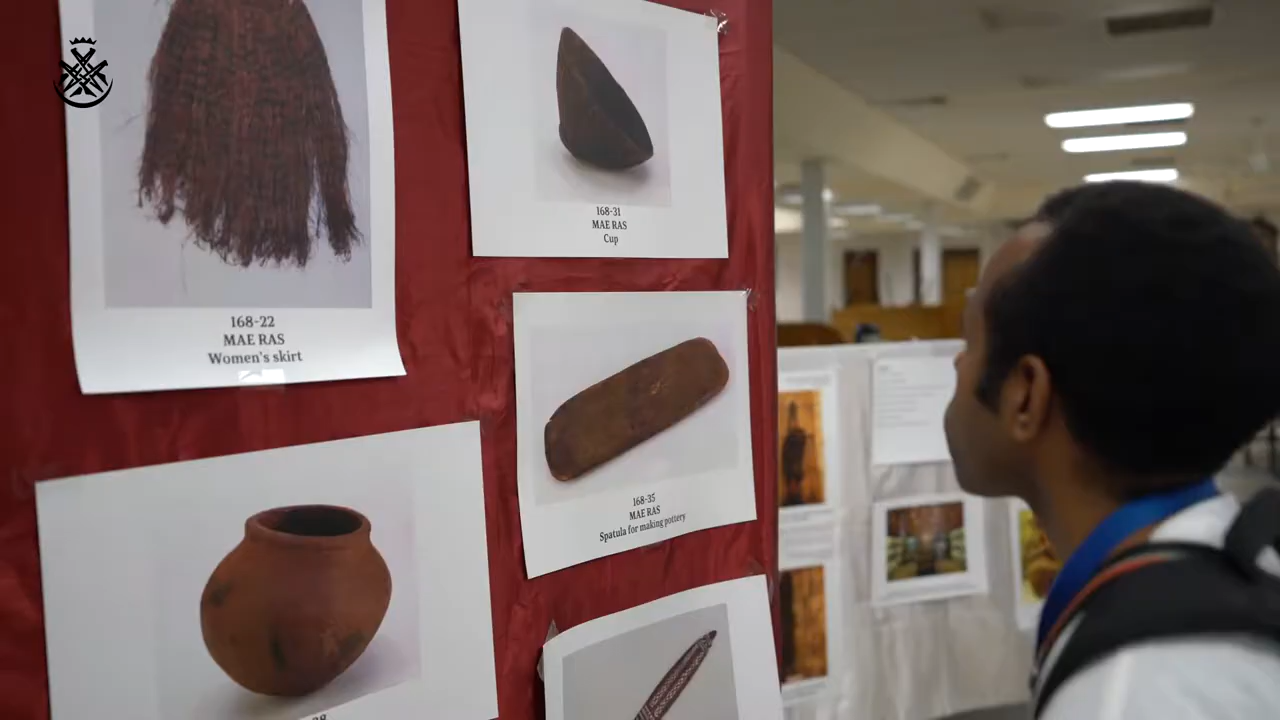 168-31
MAE RAS
Cup
168-22
MAE RAS
Women's skirt
168-35
MAE RAS
Spatula for making pottery